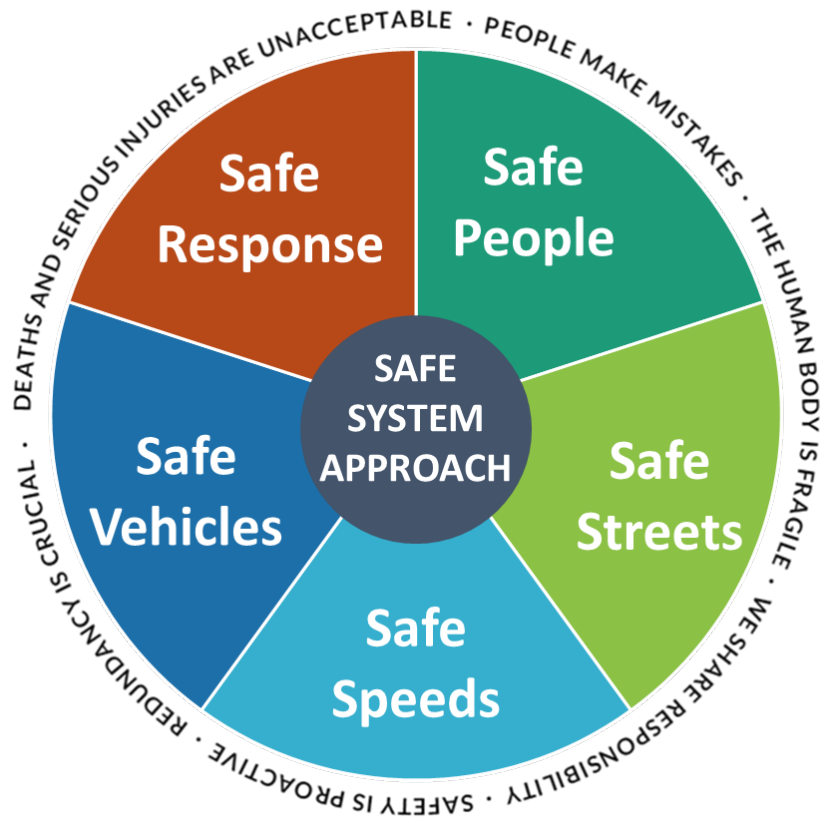 DEATHS AND SERIOUS INJURIES ARE UNACCEPTABLE · PEOPLE MAKE MISTAKES · THE HUMAN BODY IS FRAGILE · WE SHARE RESPONSIBILITY · SAFETY IS PROACTIVE · REDUNDANCY IS CRUCIAL ·
Safe
Response
Safe
People
SAFE
SYSTEM
APPROACH
Safe
Vehicles
Safe
Streets
Safe
Speeds